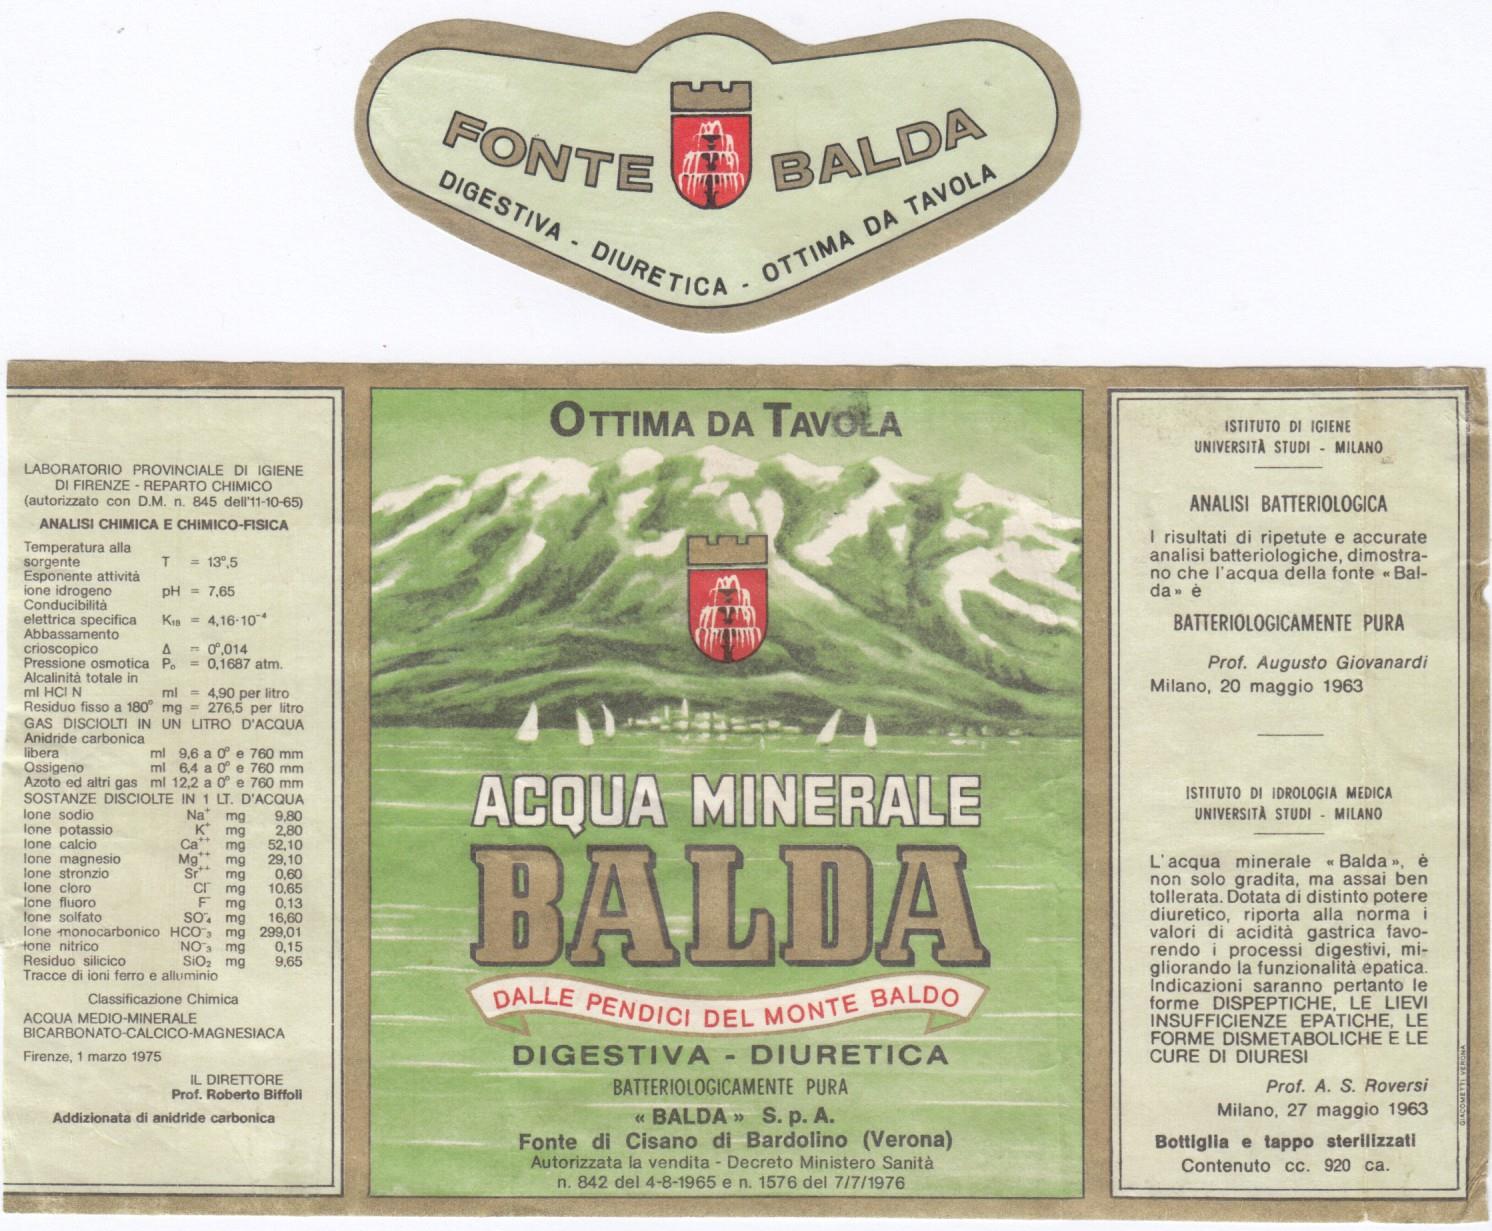 FONTE BALDA
DIGESTIVA - DIURETICA - OTTIMA DA TAVOLA
LABORATORIO PROVINCIALE DI IGIENE
DI FIRENZE - REPARTO CHIMICO
(autorizzato con D.M. n. 845 dell'11-10-65)
ANALISI CHIMICA E CHIMICO-FISICA
Temperatura alla
sorgente T = 13°,5
Esponente attività
ione idrogeno pH = 7,65
Conducibilità
elettrica specifica K₁₈ = 4,16·10⁻⁴
Abbassamento
crioscopico Δ = 0°,014
Pressione osmotica Pₒ = 0,1687 atm.
Alcalinità totale in
ml HCl N ml = 4,90 per litro
Residuo fisso a 180° mg = 276,5 per litro
GAS DISCIOLTI IN UN LITRO D'ACQUA
Anidride carbonica
libera ml 9,6 a 0° e 760 mm
Ossigeno ml 6,4 a 0° e 760 mm
Azoto ed altri gas ml 12,2 a 0° e 760 mm
SOSTANZE DISCIOLTE IN 1 LT. D'ACQUA
Ione sodio Na⁺ mg 9,80
Ione potassio K⁺ mg 2,80
Ione calcio Ca⁺⁺ mg 52,10
Ione magnesio Mg⁺⁺ mg 29,10
Ione stronzio Sr⁺⁺ mg 0,60
Ione cloro Cl⁻ mg 10,65
Ione fluoro F⁻ mg 0,13
Ione solfato SO⁻₄ mg 16,60
Ione monocarbonico HCO⁻₃ mg 299,01
Ione nitrico NO⁻₃ mg 0,15
Residuo silicico SiO₂ mg 9,65
Tracce di ioni ferro e alluminio
Classificazione Chimica
ACQUA MEDIO-MINERALE
BICARBONATO-CALCICO-MAGNESIACA
Firenze, 1 marzo 1975
IL DIRETTORE
Prof. Roberto Biffoli
Addizionata di anidride carbonica
OTTIMA DA TAVOLA
ACQUA MINERALE
BALDA
DALLE PENDICI DEL MONTE BALDO
DIGESTIVA - DIURETICA
BATTERIOLOGICAMENTE PURA
« BALDA » S. p. A.
Fonte di Cisano di Bardolino (Verona)
Autorizzata la vendita - Decreto Ministero Sanità
n. 842 del 4-8-1965 e n. 1576 del 7/7/1976
ISTITUTO DI IGIENE
UNIVERSITÀ STUDI - MILANO
ANALISI BATTERIOLOGICA
I risultati di ripetute e accurate
analisi batteriologiche, dimostra-
no che l'acqua della fonte « Bal-
da » è
BATTERIOLOGICAMENTE PURA
Prof. Augusto Giovanardi
Milano, 20 maggio 1963
ISTITUTO DI IDROLOGIA MEDICA
UNIVERSITÀ STUDI - MILANO
L'acqua minerale « Balda », è
non solo gradita, ma assai ben
tollerata. Dotata di distinto potere
diuretico, riporta alla norma i
valori di acidità gastrica favo-
rendo i processi digestivi, mi-
gliorando la funzionalità epatica.
Indicazioni saranno pertanto le
forme DISPEPTICHE, LE LIEVI
INSUFFICIENZE EPATICHE, LE
FORME DISMETABOLICHE E LE
CURE DI DIURESI
Prof. A. S. Roversi
Milano, 27 maggio 1963
Bottiglia e tappo sterilizzati
Contenuto cc. 920 ca.
GIACOMETTI VERONA